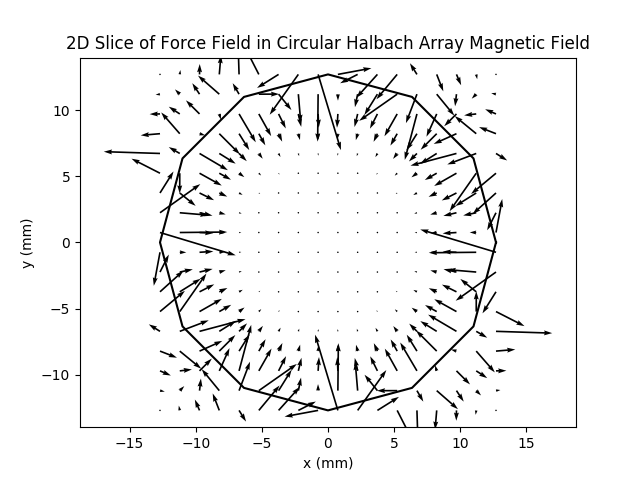 2D Slice of Force Field in Circular Halbach Array Magnetic Field
10
5
0
−5
−10
y (mm)
−15 −10 −5 0 5 10 15
x (mm)